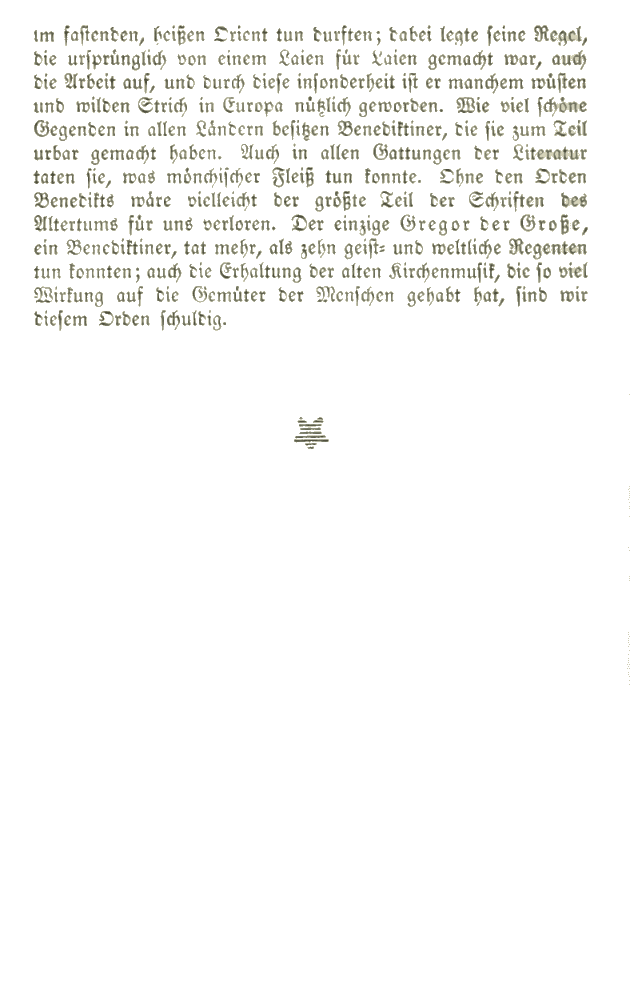 im fastenden, heißen Orient tun durften; dabei legte seine Regel,
die ursprünglich von einem Laien für Laien gemacht war, auch
die Arbeit auf, und durch diese insonderheit ist er manchem wüsten
und wilden Strich in Europa nützlich geworden. Wie viel schöne
Gegenden in allen Ländern besitzen Benediktiner, die sie zum Teil
urbar gemacht haben. Auch in allen Gattungen der Literatur
taten sie, was mönchischer Fleiß tun konnte. Ohne den Orden
Benedikts wäre vielleicht der größte Teil der Schriften des
Altertums für uns verloren. Der einzige Gregor der Große,
ein Benediktiner, tat mehr, als zehn geist- und weltliche Regenten
tun konnten; auch die Erhaltung der alten Kirchenmusik, die so viel
Wirkung auf die Gemüter der Menschen gehabt hat, sind wir
diesem Orden schuldig.